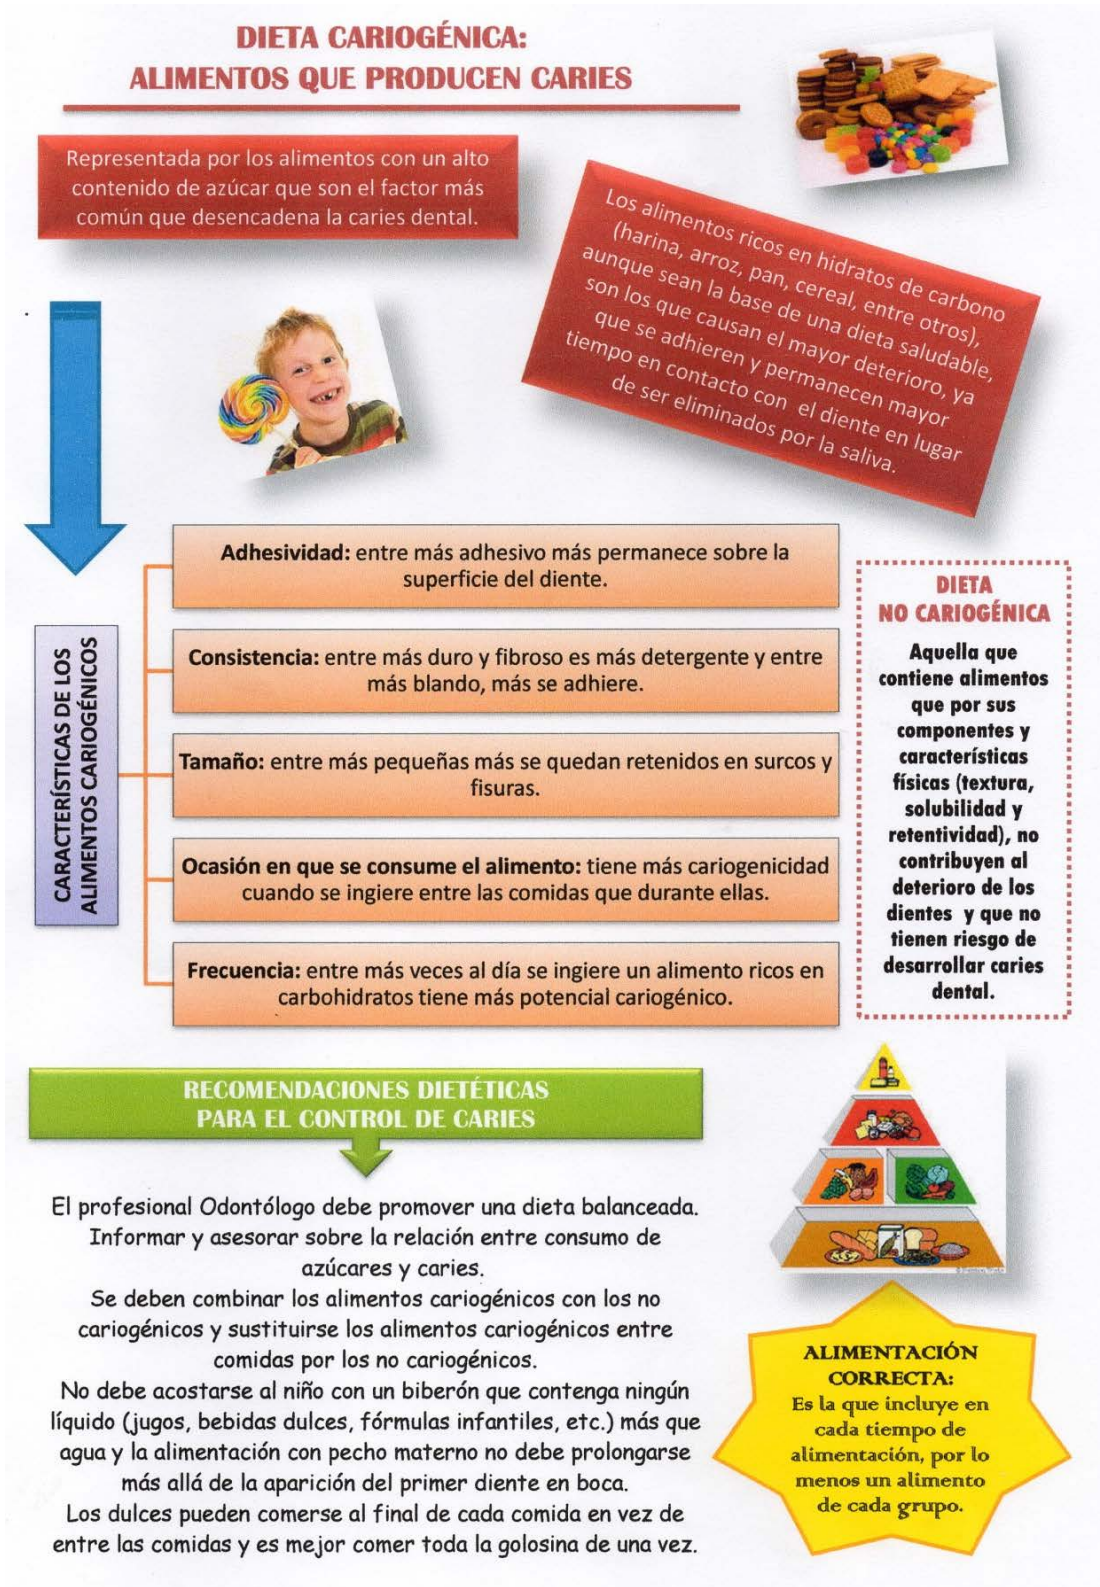 DIETA CARIOGÉNICA:
ALIMENTOS QUE PRODUCEN CARIES
Representada por los alimentos con un alto
contenido de azúcar que son el factor más
común que desencadena la caries dental.
Los alimentos ricos en hidratos de carbono
(harina, arroz, pan, cereal, entre otros),
aunque sean la base de una dieta saludable,
son los que causan el mayor deterioro, ya
que se adhieren y permanecen mayor
tiempo en contacto con el diente en lugar
de ser eliminados por la saliva.
CARACTERÍSTICAS DE LOS
ALIMENTOS CARIOGÉNICOS
Adhesividad: entre más adhesivo más permanece sobre la
superficie del diente.
Consistencia: entre más duro y fibroso es más detergente y entre
más blando, más se adhiere.
Tamaño: entre más pequeñas más se quedan retenidos en surcos y
fisuras.
Ocasión en que se consume el alimento: tiene más cariogenicidad
cuando se ingiere entre las comidas que durante ellas.
Frecuencia: entre más veces al día se ingiere un alimento ricos en
carbohidratos tiene más potencial cariogénico.
DIETA
NO CARIOGÉNICA
Aquella que
contiene alimentos
que por sus
componentes y
características
físicas (textura,
solubilidad y
retentividad), no
contribuyen al
deterioro de los
dientes y que no
tienen riesgo de
desarrollar caries
dental.
RECOMENDACIONES DIETÉTICAS
PARA EL CONTROL DE CARIES
El profesional Odontólogo debe promover una dieta balanceada.
Informar y asesorar sobre la relación entre consumo de
azúcares y caries.
Se deben combinar los alimentos cariogénicos con los no
cariogénicos y sustituirse los alimentos cariogénicos entre
comidas por los no cariogénicos.
No debe acostarse al niño con un biberón que contenga ningún
líquido (jugos, bebidas dulces, fórmulas infantiles, etc.) más que
agua y la alimentación con pecho materno no debe prolongarse
más allá de la aparición del primer diente en boca.
Los dulces pueden comerse al final de cada comida en vez de
entre las comidas y es mejor comer toda la golosina de una vez.
ALIMENTACIÓN
CORRECTA:
Es la que incluye en
cada tiempo de
alimentación, por lo
menos un alimento
de cada grupo.